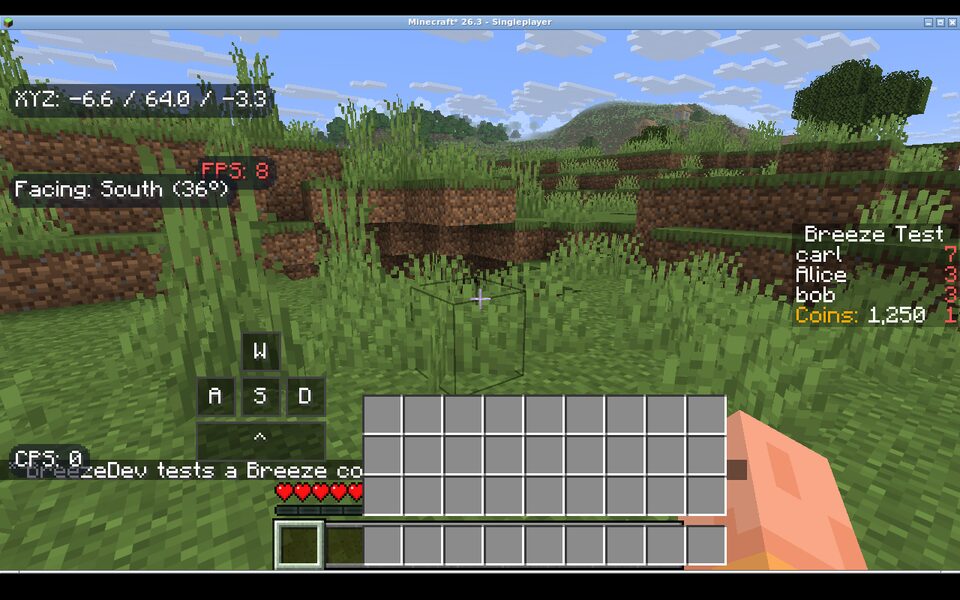 Minecraft* 26.3 - Singleplayer
XYZ: -6.6 / 64.0 / -3.3
FPS: 8
Facing: South (36°)
Breeze Test
carl 7
Alice 3
bob 3
Coins: 1,250 1
W
A S D
^
CPS: 0
BreezeDev tests a Breeze co